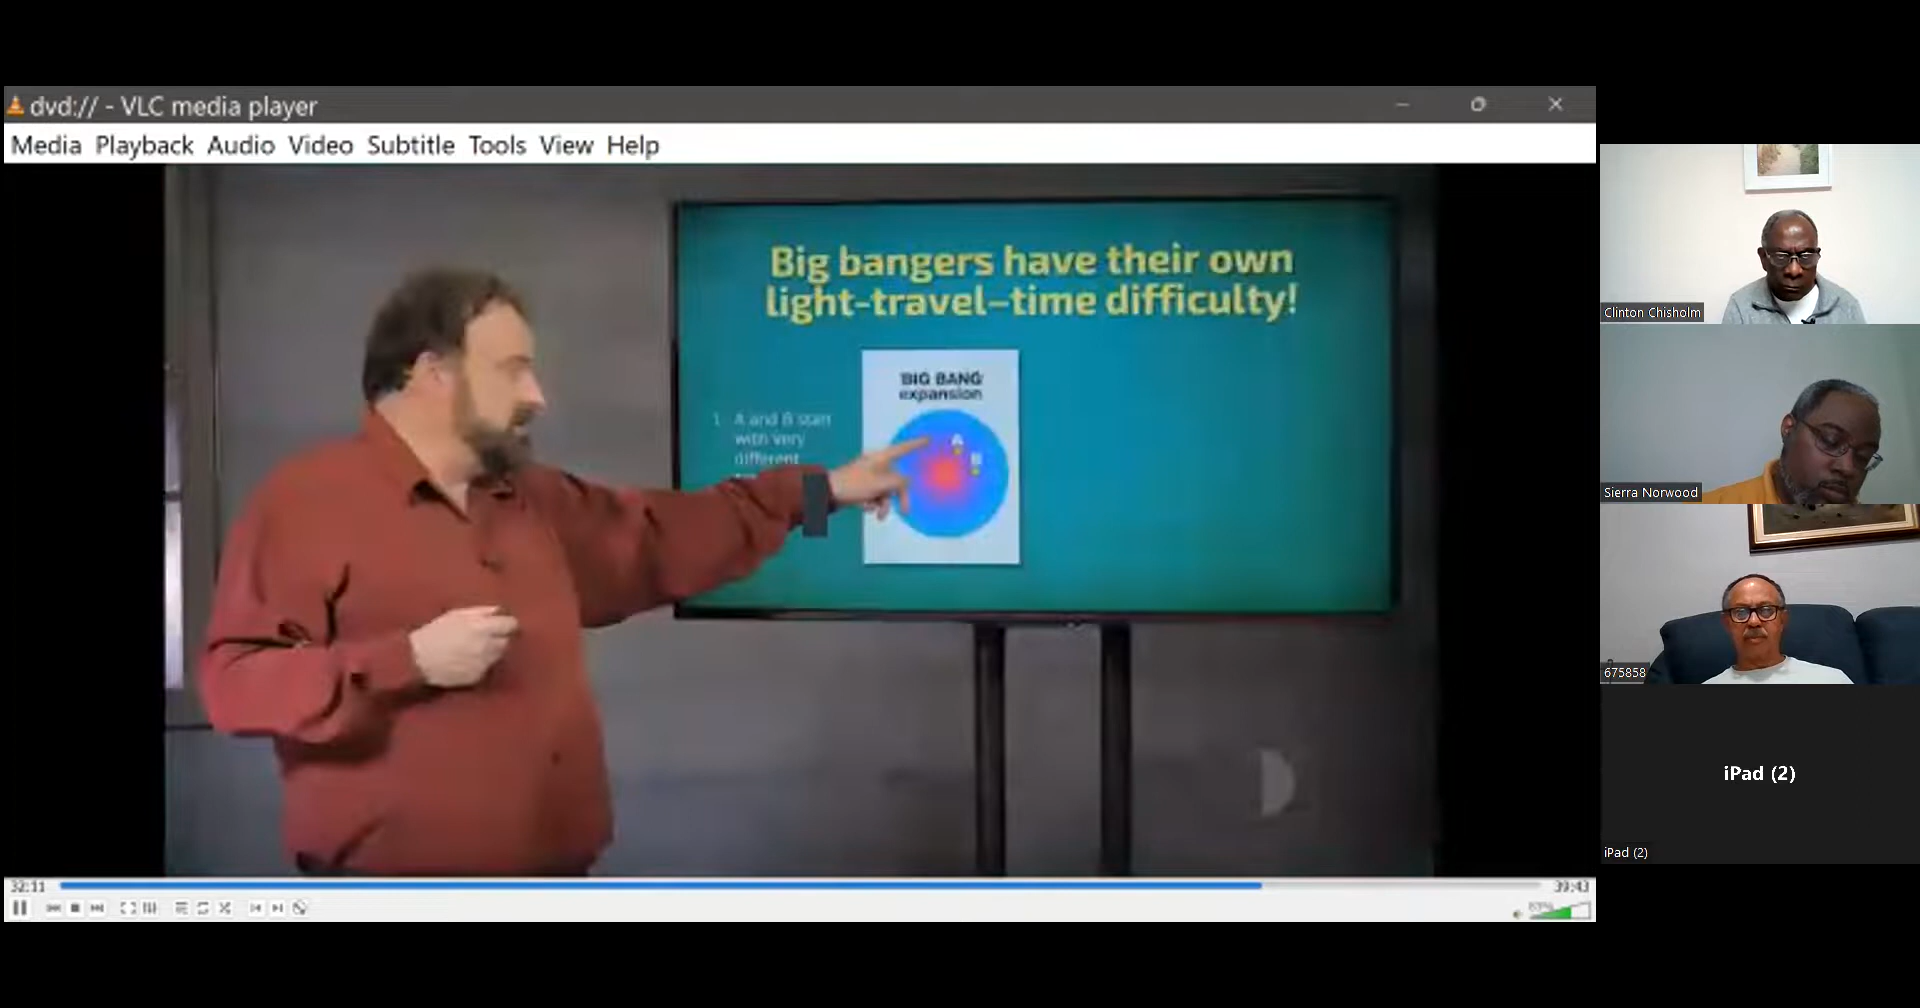 dvd:// - VLC media player
Media Playback Audio Video Subtitle Tools View Help
Big bangers have their own
light-travel-time difficulty!
BIG BANG
expansion
1. A and B start
with very
different
A
B
32:11
39:43
83%
Clinton Chisholm
Sierra Norwood
675858
iPad (2)
iPad (2)